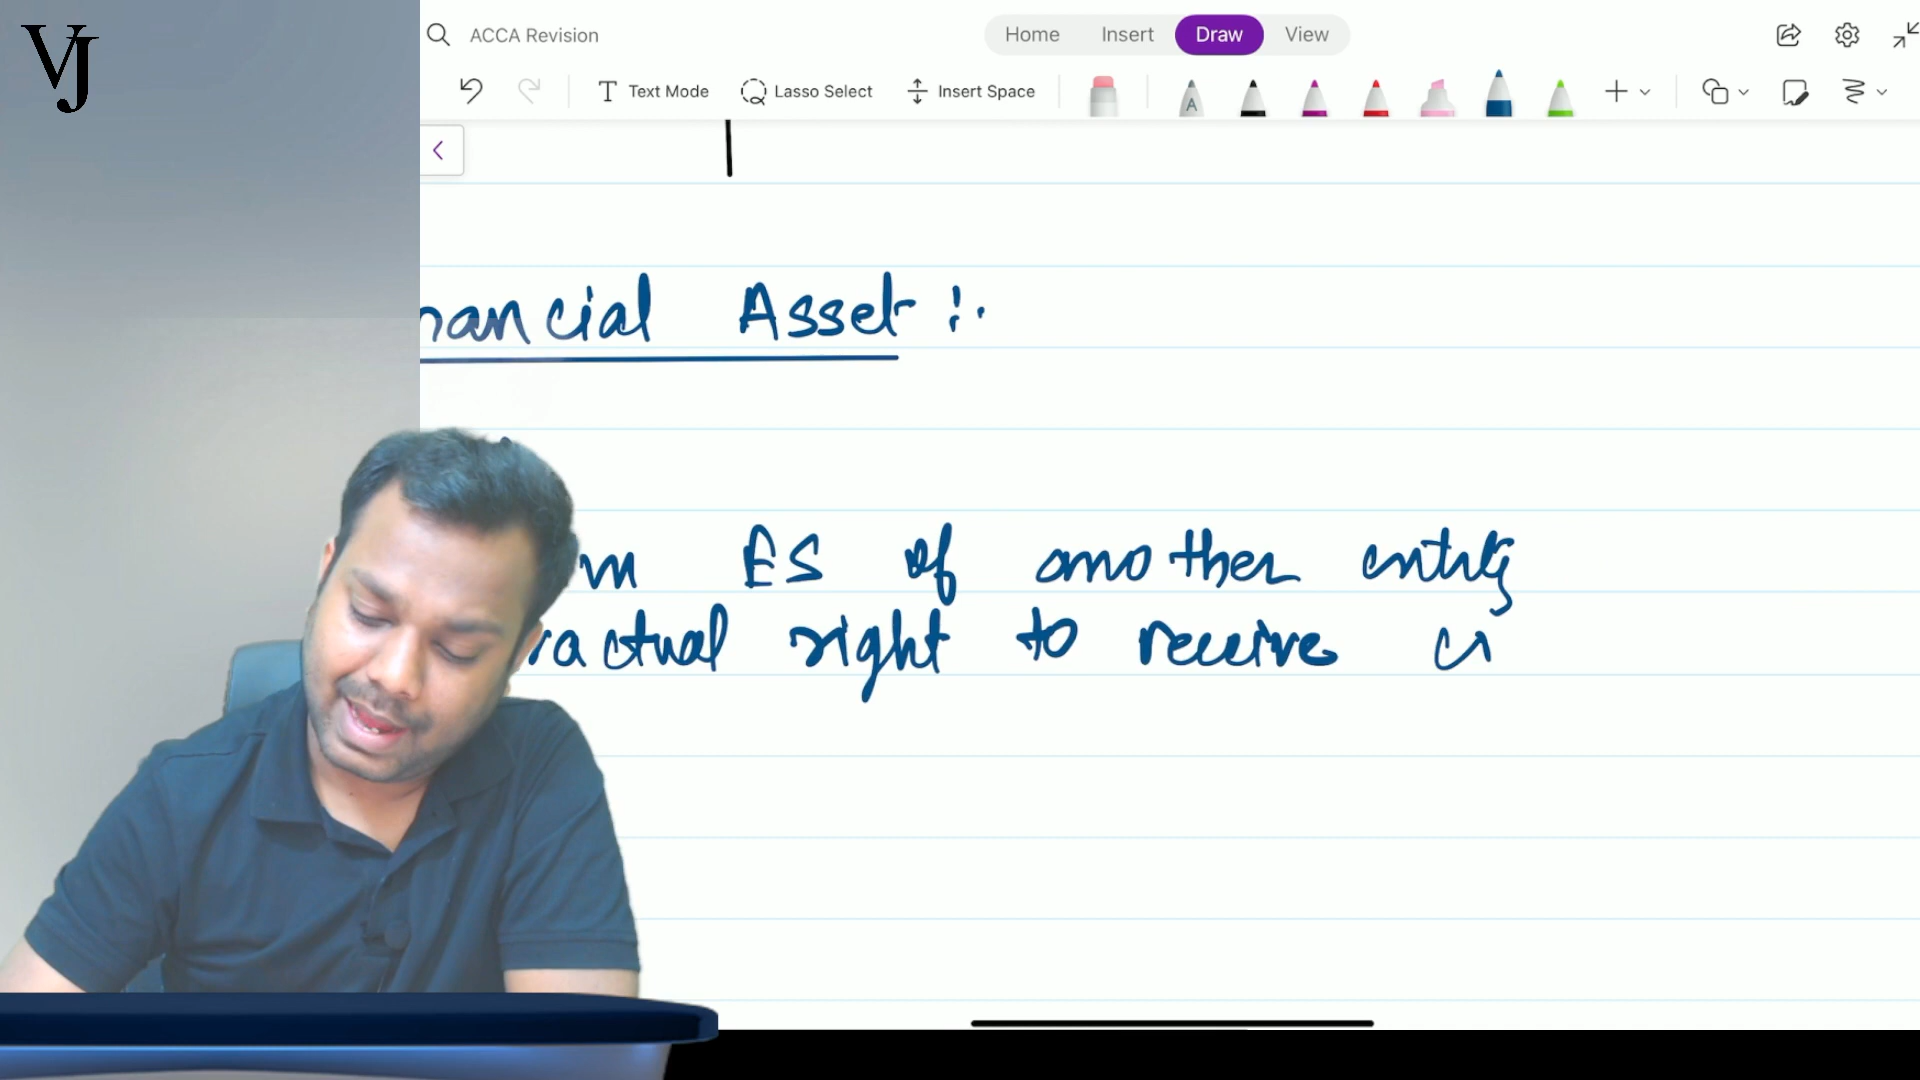 VJ
ACCA Revision
Home Insert Draw View
Text Mode Lasso Select Insert Space
A
nancial Asset :-
in ES of another entity
ractual right to receive